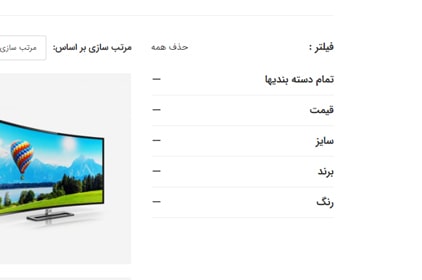 فیلتر :
حذف همه
تمام دسته بندیها
قیمت
سایز
برند
رنگ
مرتب سازی بر اساس:
مرتب سازی